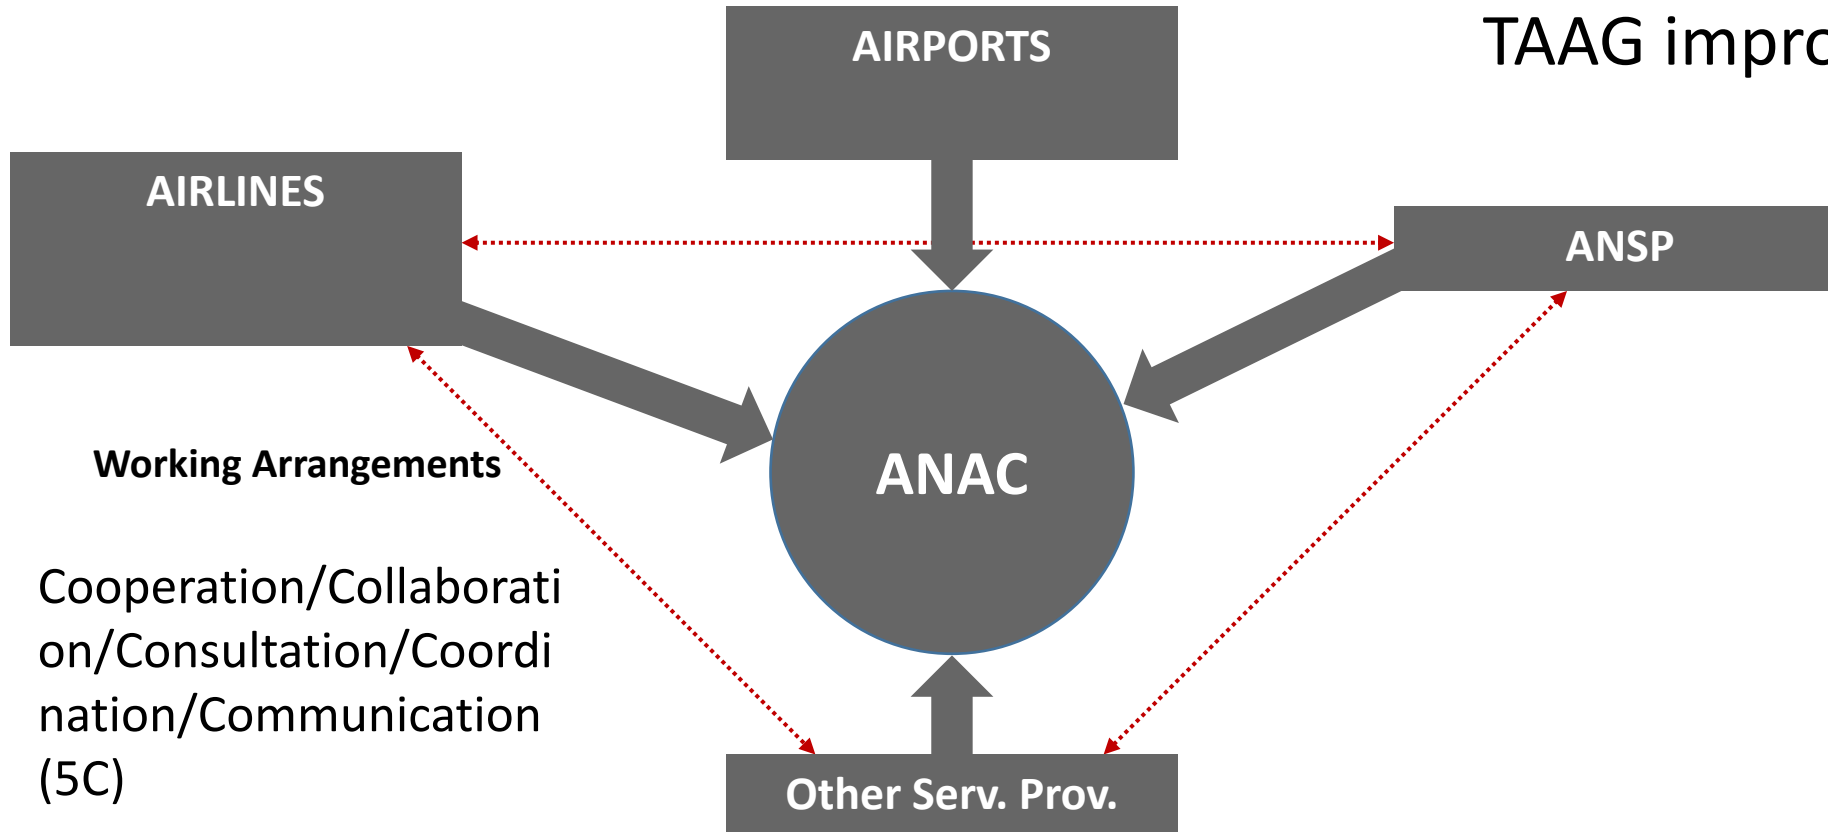 AIRPORTS
TAAG impro
AIRLINES
ANSP
Working Arrangements
ANAC
Cooperation/Collaborati
on/Consultation/Coordi
nation/Communication
(5C)
Other Serv. Prov.